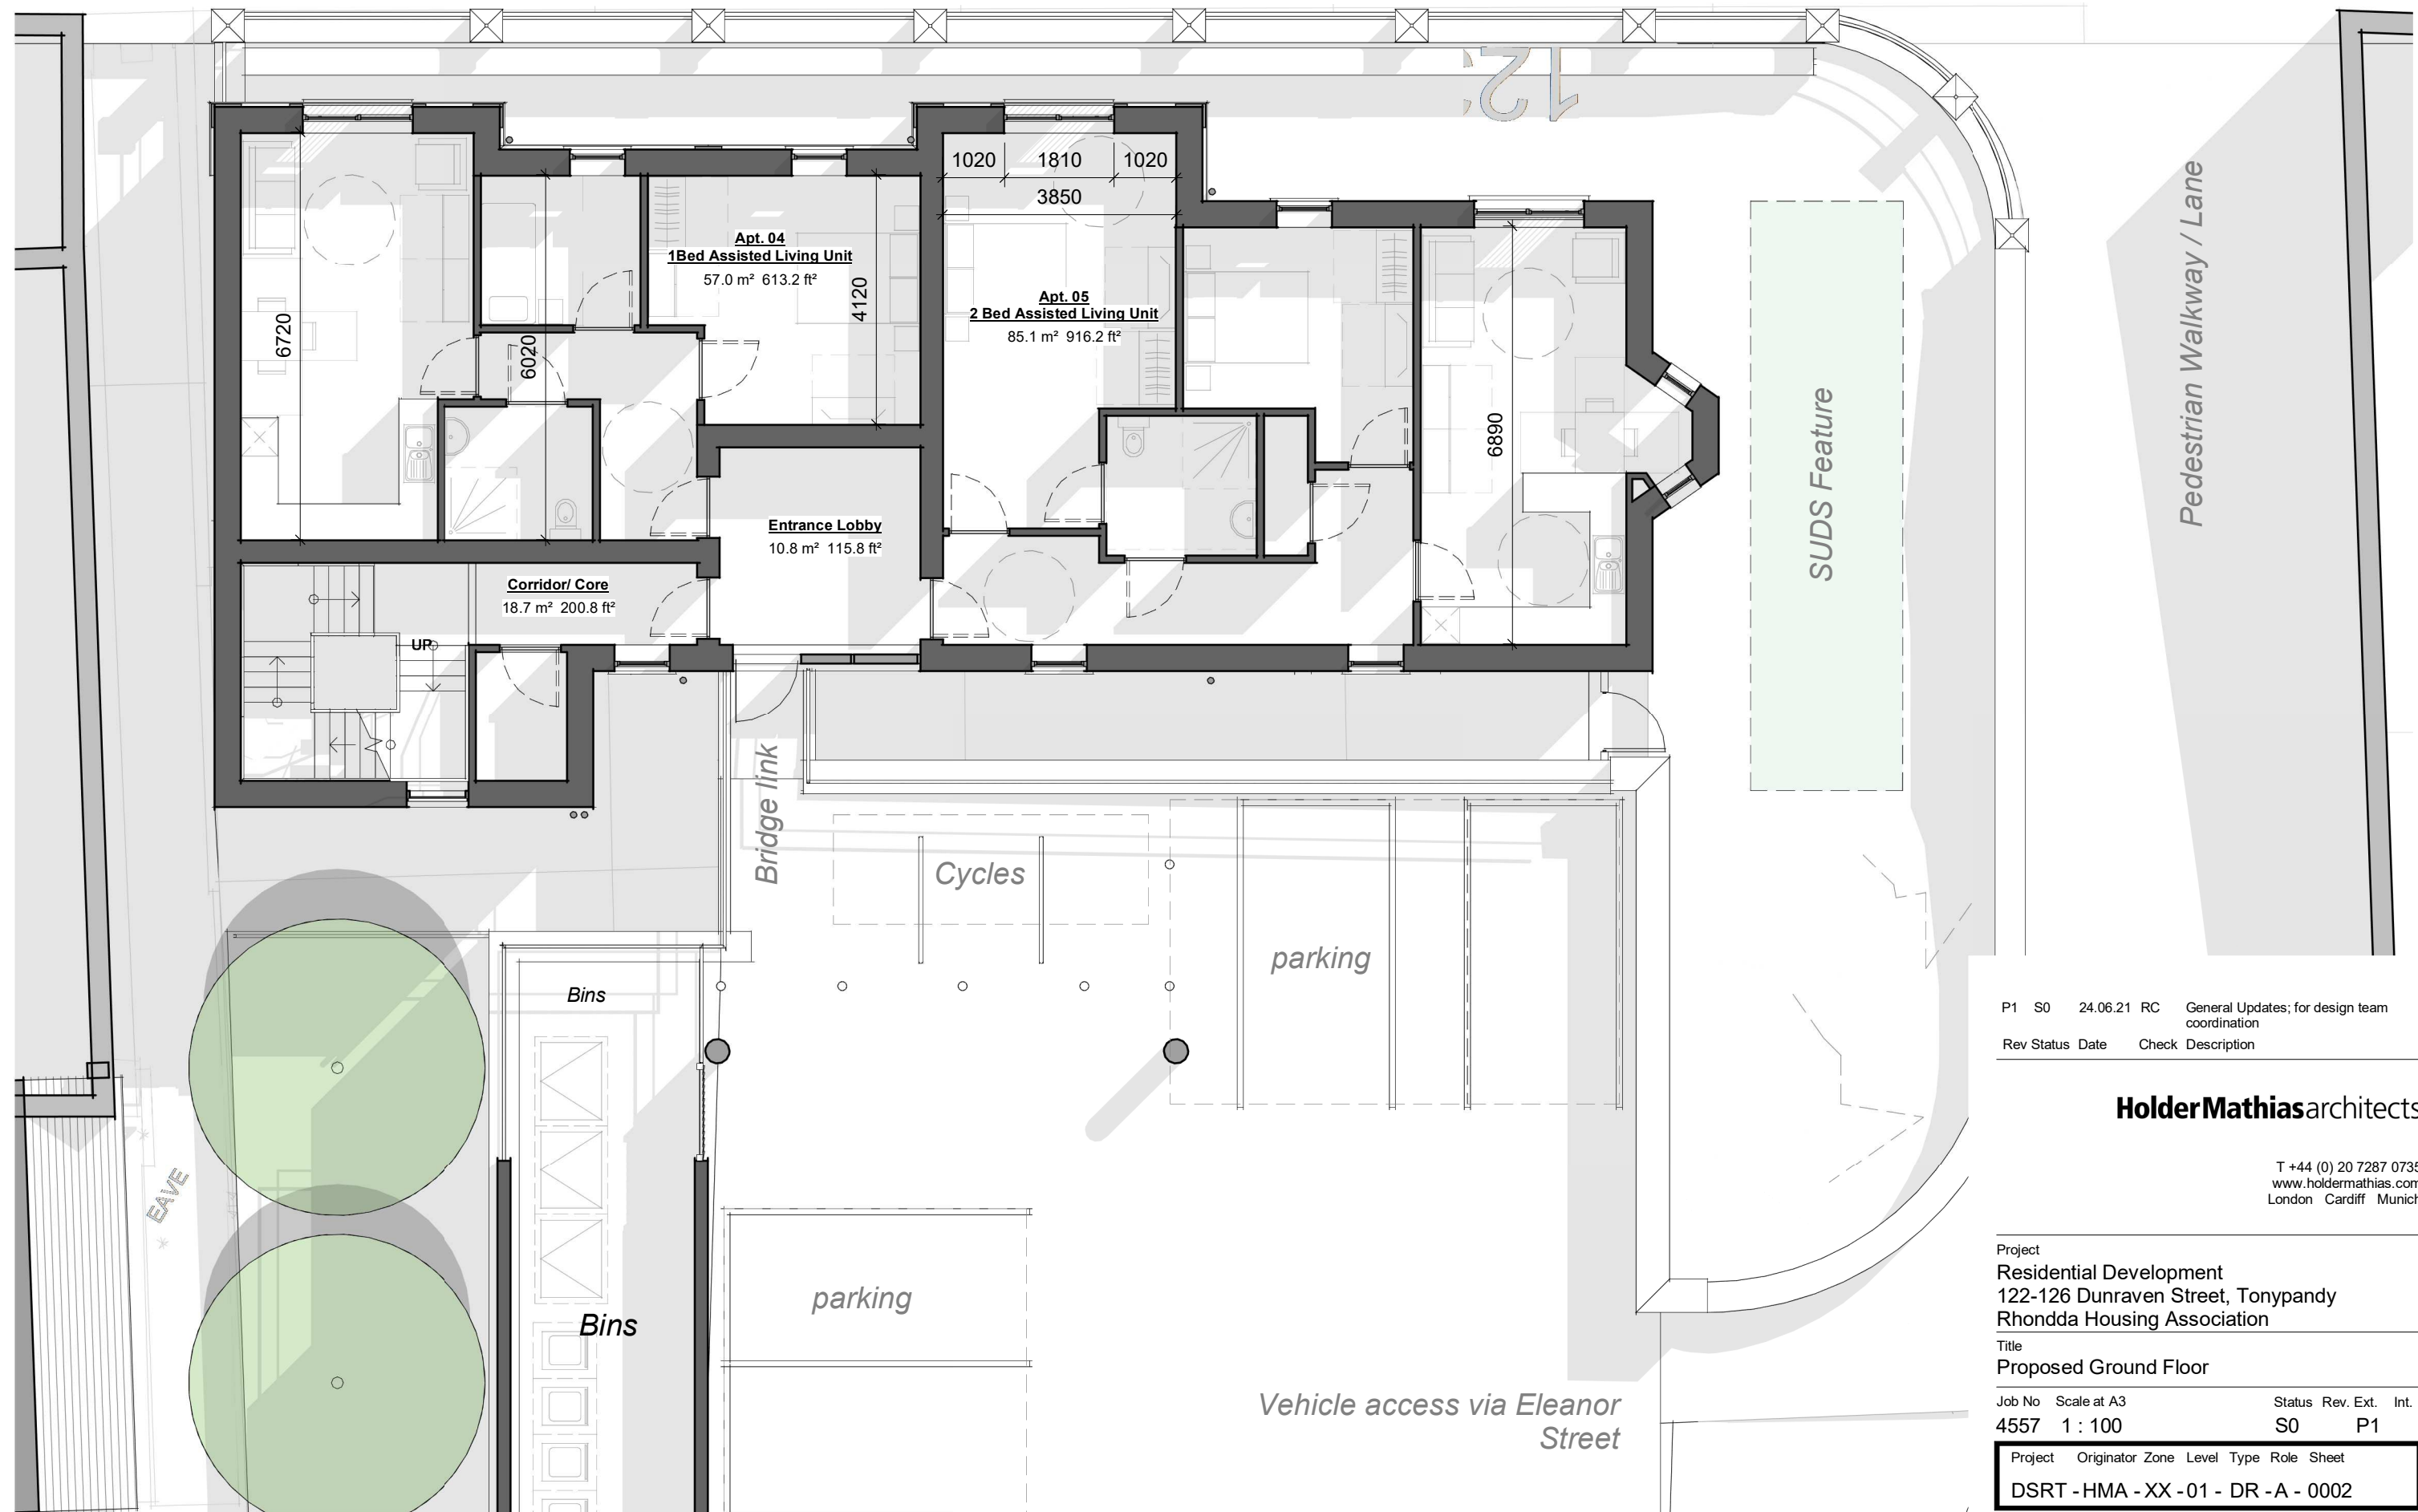 12
1020
1810
1020
3850
Apt. 04
1Bed Assisted Living Unit
57.0 m² 613.2 ft²
4120
6720
6020
Apt. 05
2 Bed Assisted Living Unit
85.1 m² 916.2 ft²
6890
Entrance Lobby
10.8 m² 115.8 ft²
Corridor/ Core
18.7 m² 200.8 ft²
UP
SUDS Feature
Pedestrian Walkway / Lane
Bridge link
Cycles
parking
Bins
Bins
parking
EAVE
Vehicle access via Eleanor
Street
P1 S0 24.06.21 RC General Updates; for design team
coordination
Rev Status Date Check Description
HolderMathiasarchitects
T +44 (0) 20 7287 0735
www.holdermathias.com
London Cardiff Munich
Project
Residential Development
122-126 Dunraven Street, Tonypandy
Rhondda Housing Association
Title
Proposed Ground Floor
Job No Scale at A3 Status Rev. Ext. Int.
4557 1 : 100 S0 P1
Project Originator Zone Level Type Role Sheet
DSRT - HMA - XX - 01 - DR - A - 0002